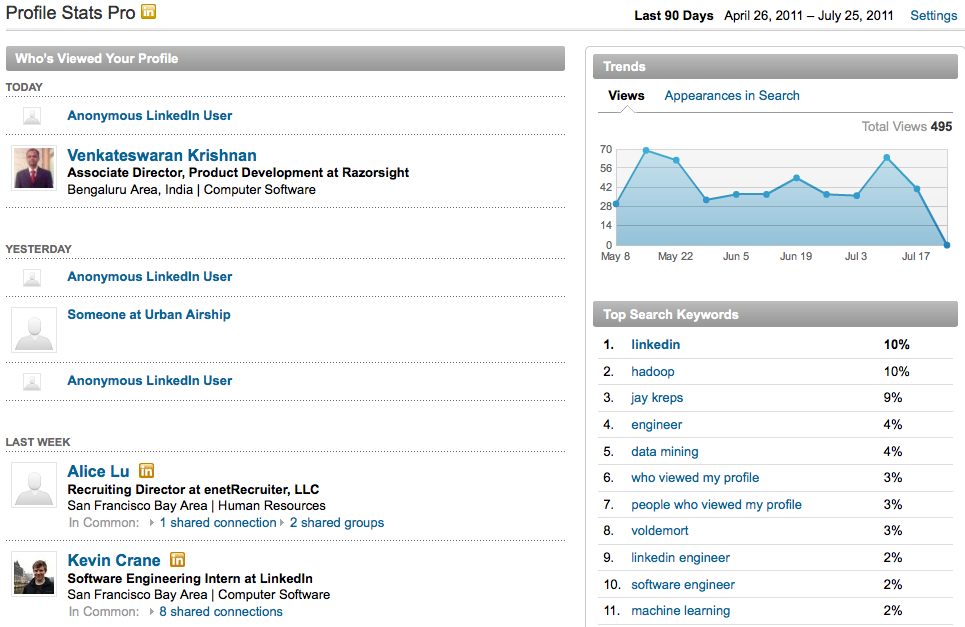 Profile Stats Pro in
Last 90 Days April 26, 2011 – July 25, 2011 Settings
Who's Viewed Your Profile
TODAY
Anonymous LinkedIn User
Venkateswaran Krishnan
Associate Director, Product Development at Razorsight
Bengaluru Area, India | Computer Software
YESTERDAY
Anonymous LinkedIn User
Someone at Urban Airship
Anonymous LinkedIn User
LAST WEEK
Alice Lu in
Recruiting Director at enetRecruiter, LLC
San Francisco Bay Area | Human Resources
In Common: 1 shared connection 2 shared groups
Kevin Crane in
Software Engineering Intern at LinkedIn
San Francisco Bay Area | Computer Software
In Common: 8 shared connections
Trends
Views Appearances in Search
Total Views 495
70
56
42
28
14
0
May 8 May 22 Jun 5 Jun 19 Jul 3 Jul 17
Top Search Keywords
1. linkedin 10%
2. hadoop 10%
3. jay kreps 9%
4. engineer 4%
5. data mining 4%
6. who viewed my profile 3%
7. people who viewed my profile 3%
8. voldemort 3%
9. linkedin engineer 2%
10. software engineer 2%
11. machine learning 2%